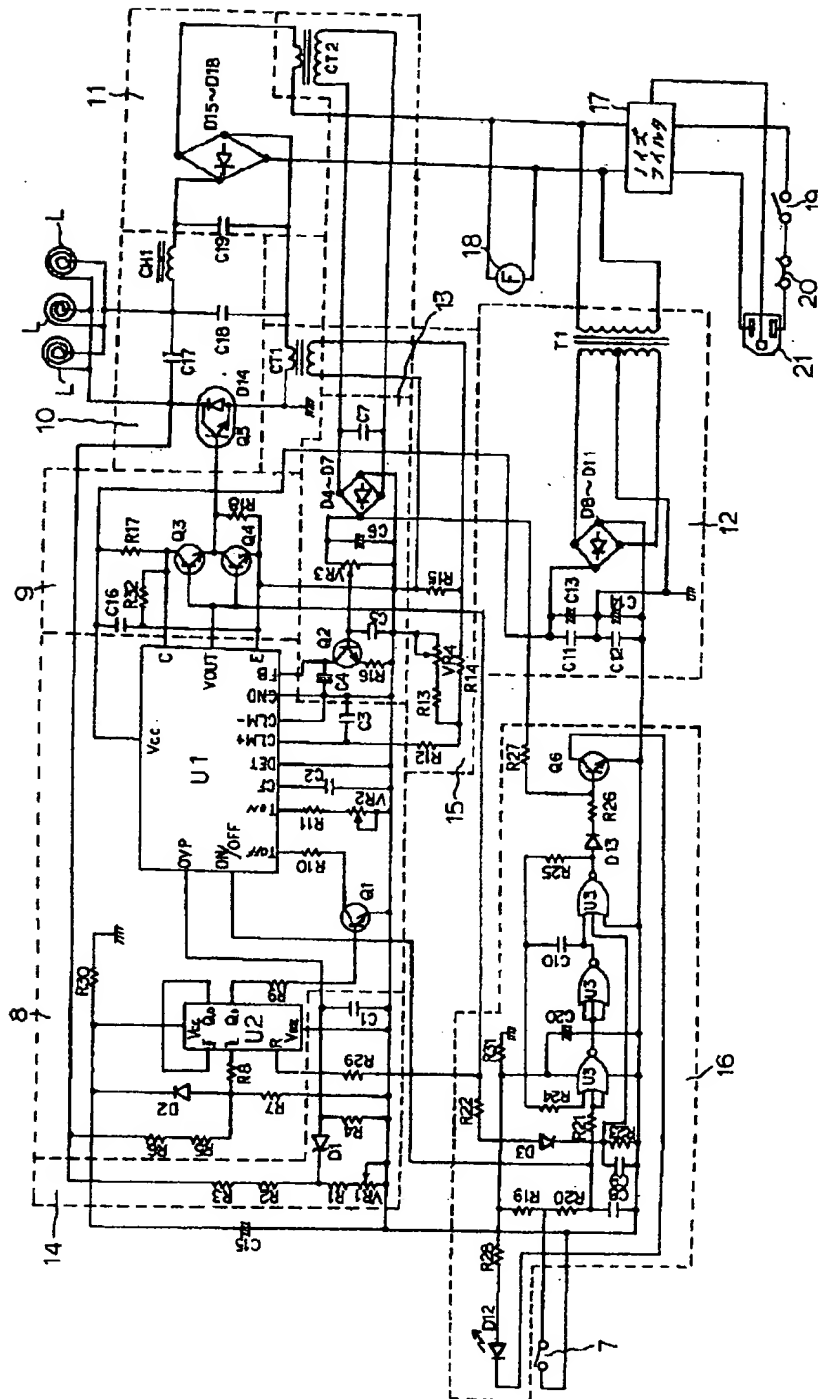 L
L
L
11
CT2
D15~D18
CH1
C19
C18
C17
CT1
10
D14
Q5
13
17
ノイズ
フィルタ
18
F
19
20
21
T1
12
9
R17
Q3
Q4
R18
C16
R32
D4~D7
C7
C6
VR3
R15
D8~D11
C13
C11
C12
Vcc
C
VOUT
E
U1
OVP
ON/OFF
TOFF
TON
CF
DET
CLM+
CLM-
GND
FB
C4
Q2
R16
C3
C2
R11
VR2
R10
Q1
R12
R13
VR4
R14
15
8
R30
Vcc
U2
R
R8
R9
D2
R7
C1
R29
R4
D1
R3
R2
R1
VR1
14
C15
R27
Q6
R26
D13
R25
U3
C10
U3
C20
R31
U3
R24
R21
R22
D3
R19
R20
R28
D12
7
16